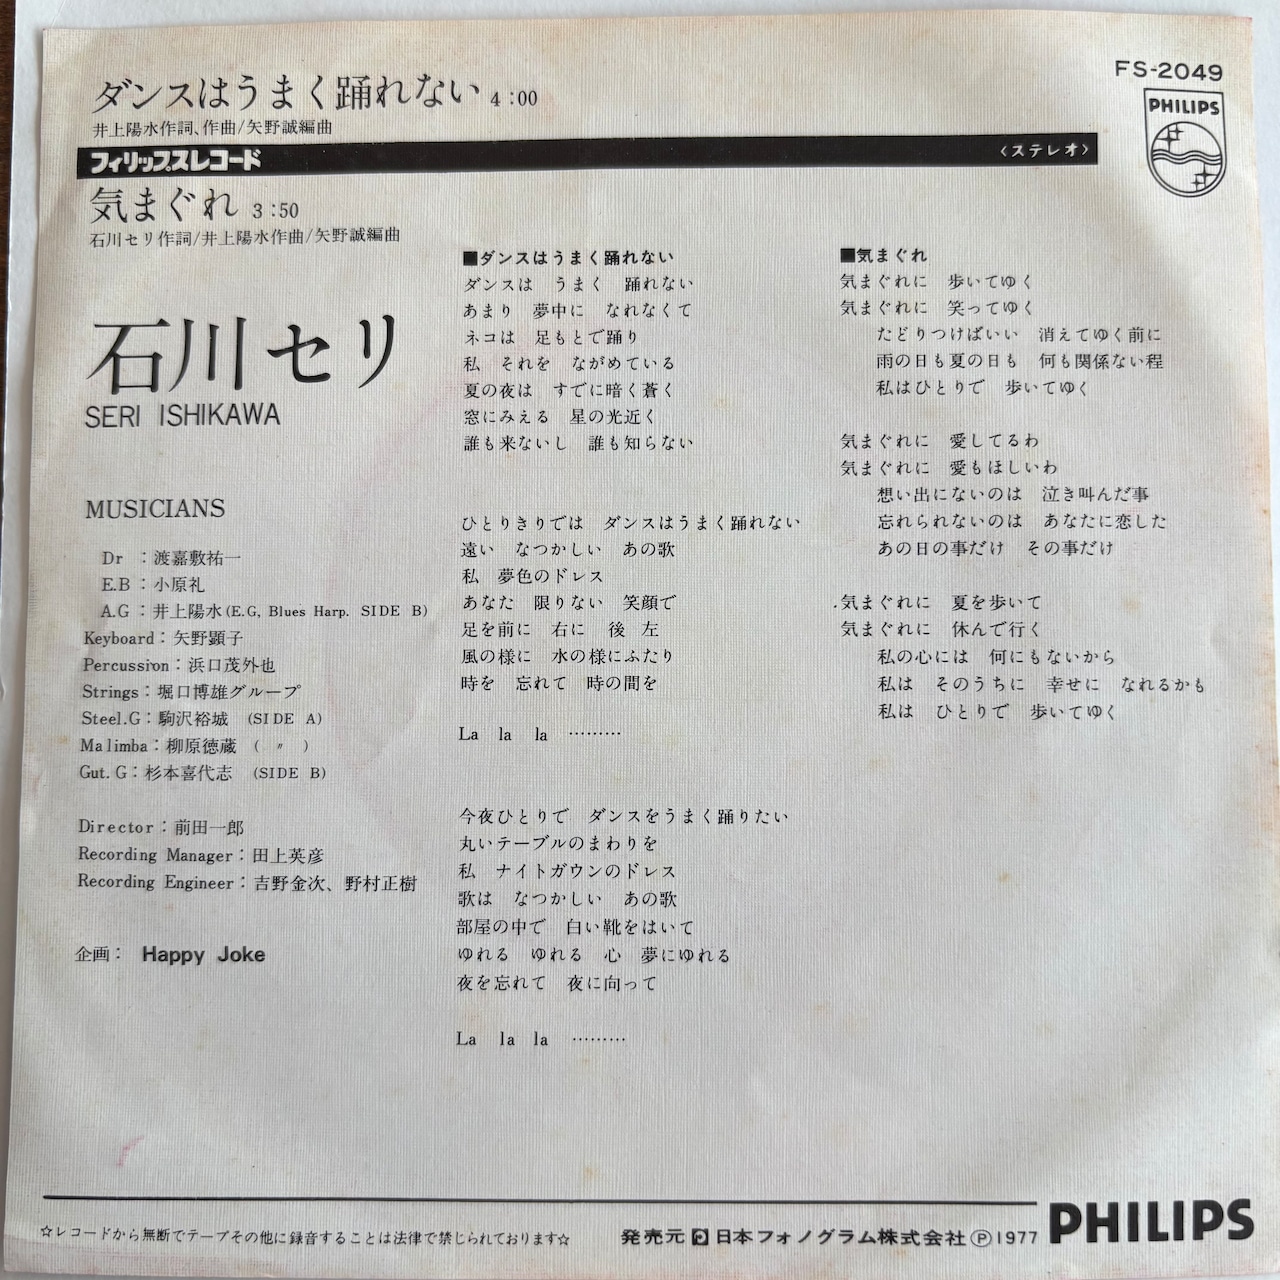 ダンスはうまく踊れない 4:00
井上陽水作詞、作曲/矢野誠編曲
フィリップスレコード 〈ステレオ〉
気まぐれ 3:50
石川セリ作詞/井上陽水作曲/矢野誠編曲
FS-2049
PHILIPS
石川セリ
SERI ISHIKAWA
MUSICIANS
Dr :渡嘉敷祐一
E.B:小原礼
A.G:井上陽水(E.G, Blues Harp. SIDE B)
Keyboard:矢野顕子
Percussion:浜口茂外也
Strings:堀口博雄グループ
Steel.G:駒沢裕城 (SIDE A)
Malimba:柳原徳蔵 ( 〃 )
Gut.G:杉本喜代志 (SIDE B)
Director:前田一郎
Recording Manager:田上英彦
Recording Engineer:吉野金次、野村正樹
企画: Happy Joke
■ダンスはうまく踊れない
ダンスは うまく 踊れない
あまり 夢中に なれなくて
ネコは 足もとで踊り
私 それを ながめている
夏の夜は すでに暗く蒼く
窓にみえる 星の光近く
誰も来ないし 誰も知らない
ひとりきりでは ダンスはうまく踊れない
遠い なつかしい あの歌
私 夢色のドレス
あなた 限りない 笑顔で
足を前に 右に 後 左
風の様に 水の様にふたり
時を 忘れて 時の間を
La la la ………
今夜ひとりで ダンスをうまく踊りたい
丸いテーブルのまわりを
私 ナイトガウンのドレス
歌は なつかしい あの歌
部屋の中で 白い靴をはいて
ゆれる ゆれる 心 夢にゆれる
夜を忘れて 夜に向って
La la la ………
■気まぐれ
気まぐれに 歩いてゆく
気まぐれに 笑ってゆく
たどりつけばいい 消えてゆく前に
雨の日も夏の日も 何も関係ない程
私はひとりで 歩いてゆく
気まぐれに 愛してるわ
気まぐれに 愛もほしいわ
想い出にないのは 泣き叫んだ事
忘れられないのは あなたに恋した
あの日の事だけ その事だけ
気まぐれに 夏を歩いて
気まぐれに 休んで行く
私の心には 何にもないから
私は そのうちに 幸せに なれるかも
私は ひとりで 歩いてゆく
☆レコードから無断でテープその他に録音することは法律で禁じられております☆
発売元 日本フォノグラム株式会社Ⓟ1977
PHILIPS